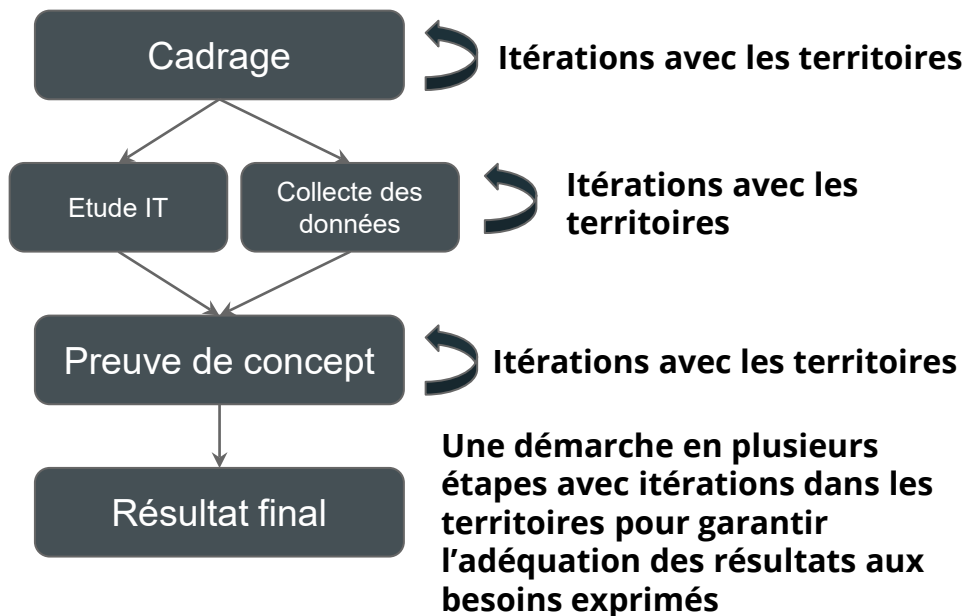 Cadrage
Itérations avec les territoires
Etude IT
Collecte des
données
Itérations avec les
territoires
Preuve de concept
Itérations avec les territoires
Résultat final
Une démarche en plusieurs
étapes avec itérations dans les
territoires pour garantir
l’adéquation des résultats aux
besoins exprimés